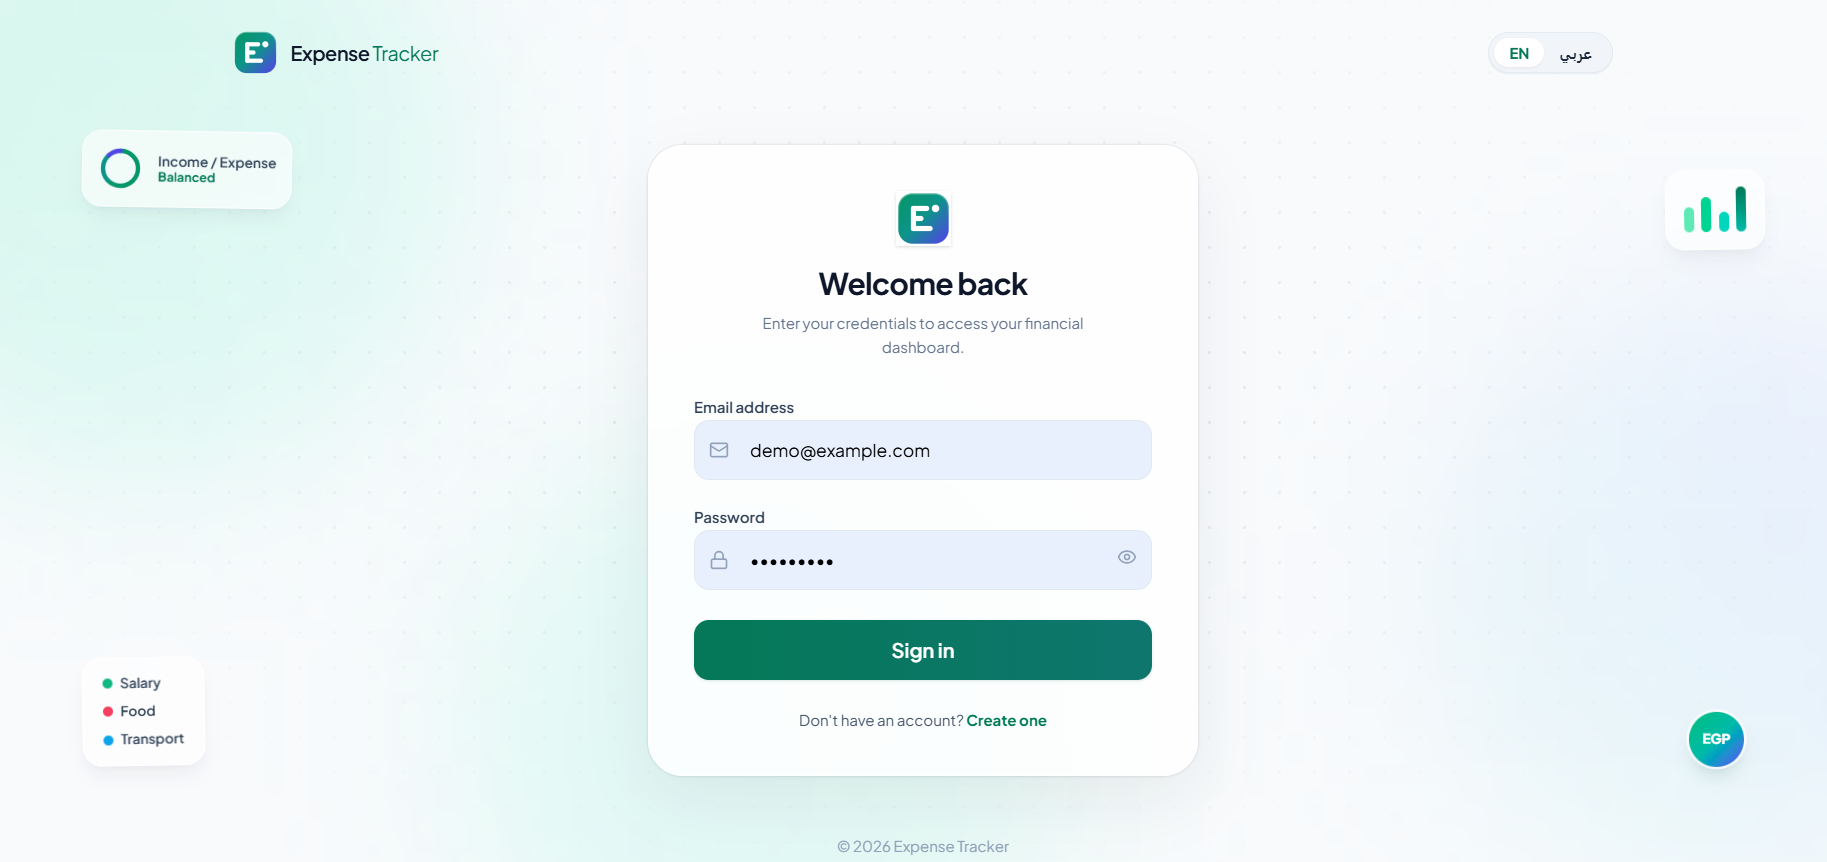 Expense Tracker
EN
عربي
Income / Expense
Balanced
Welcome back
Enter your credentials to access your financial
dashboard.
Email address
demo@example.com
Password
•••••••••
Sign in
Don't have an account? Create one
Salary
Food
Transport
EGP
© 2026 Expense Tracker